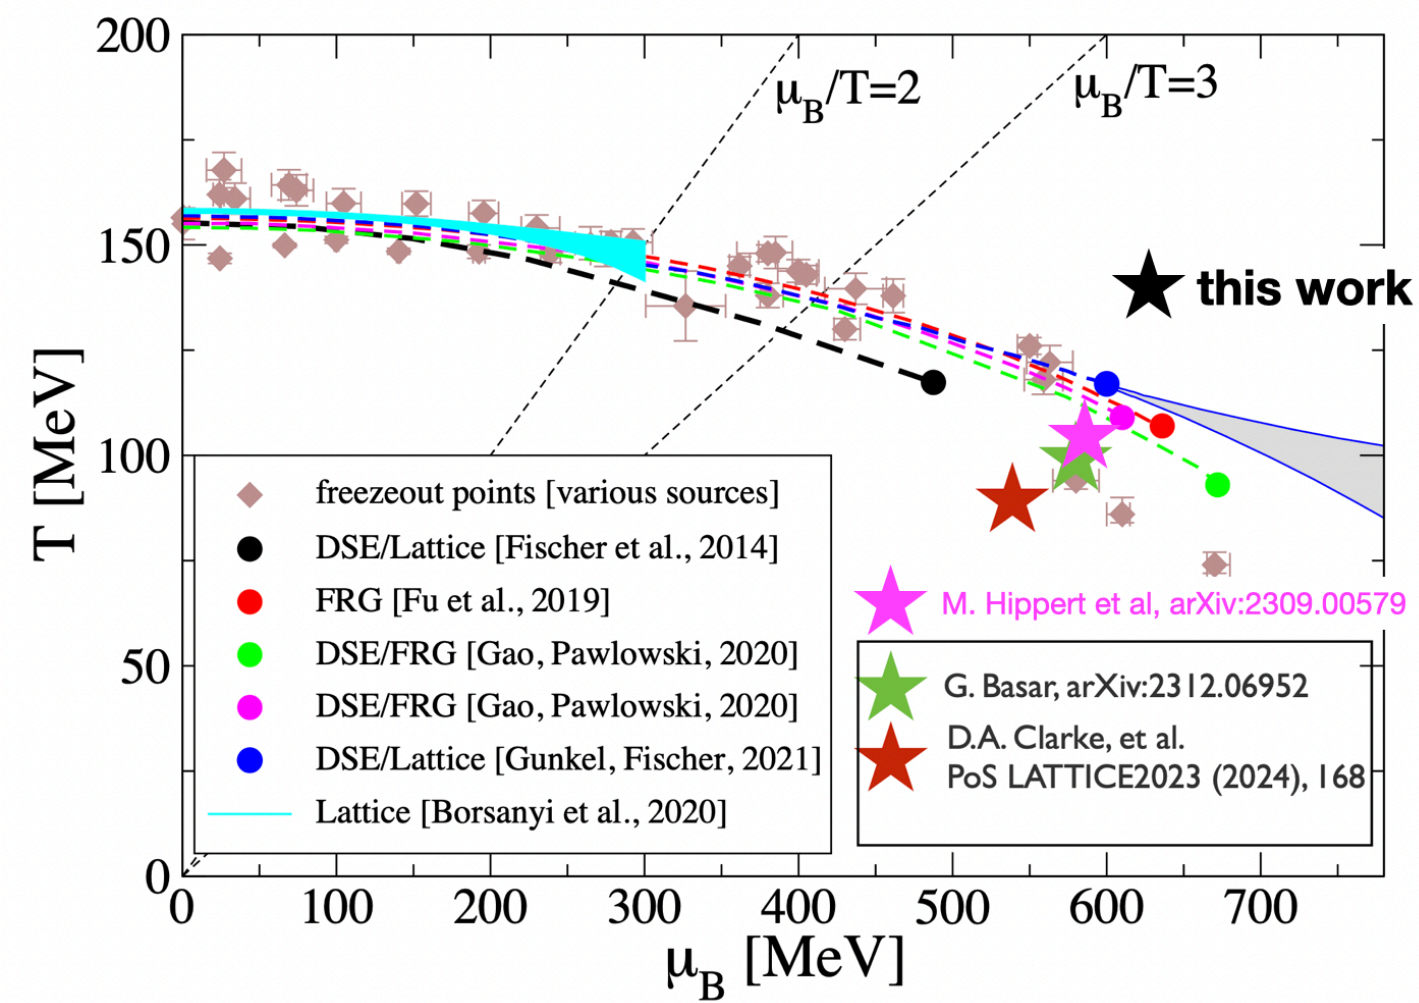 200
150
100
50
0
T [MeV]
μB/T=2
μB/T=3
this work
freezeout points [various sources]
DSE/Lattice [Fischer et al., 2014]
FRG [Fu et al., 2019]
DSE/FRG [Gao, Pawlowski, 2020]
DSE/FRG [Gao, Pawlowski, 2020]
DSE/Lattice [Gunkel, Fischer, 2021]
Lattice [Borsanyi et al., 2020]
M. Hippert et al, arXiv:2309.00579
G. Basar, arXiv:2312.06952
D.A. Clarke, et al.
PoS LATTICE2023 (2024), 168
0 100 200 300 400 500 600 700
μB [MeV]